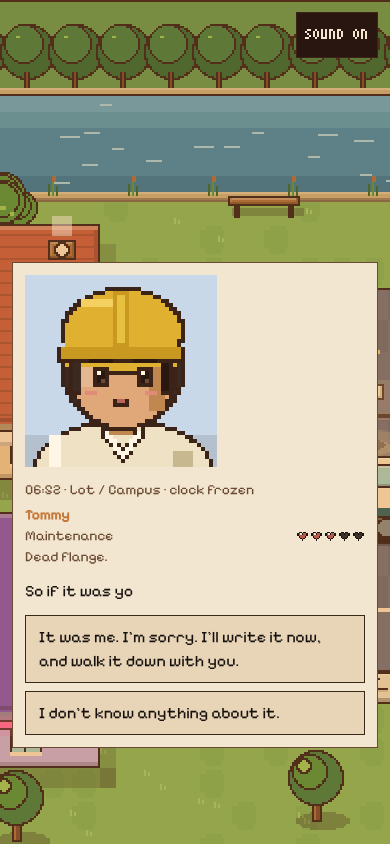 SOUND ON
06:52 · Lot / Campus · clock frozen
Tommy
Maintenance
Dead flange.
So if it was yo
It was me. I'm sorry. I'll write it now,
and walk it down with you.
I don't know anything about it.